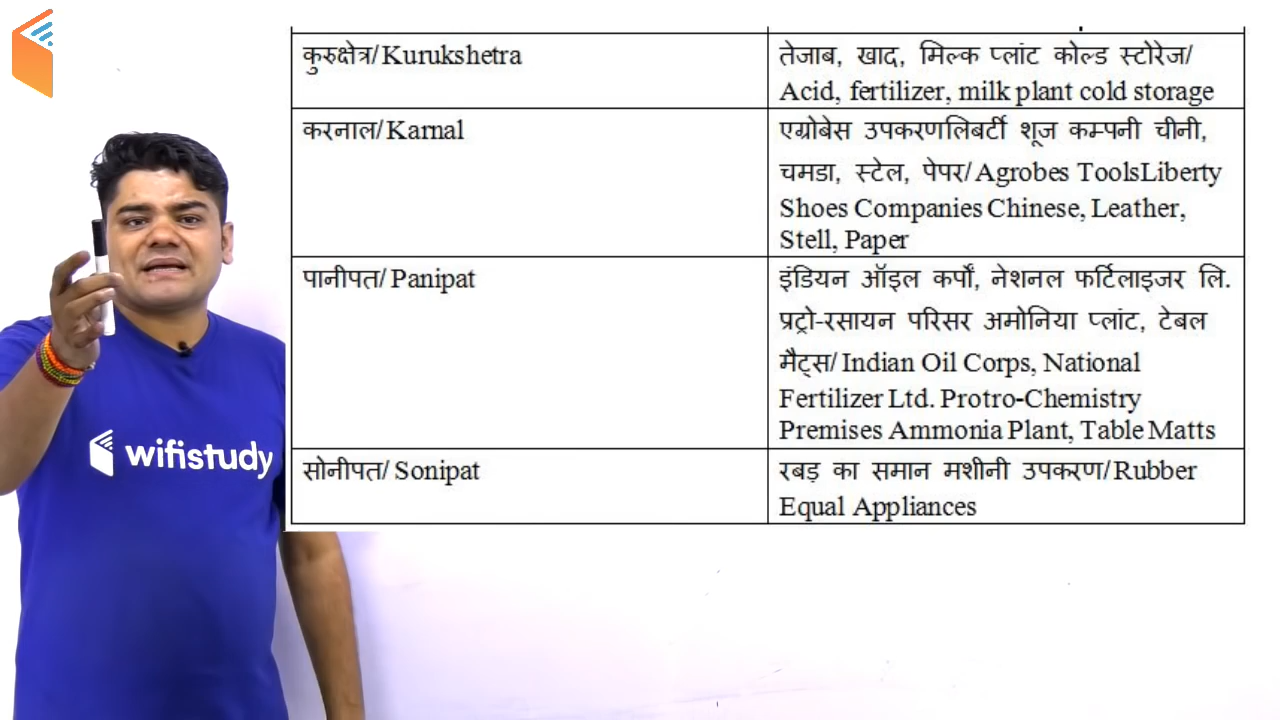 कुरुक्षेत्र/ Kurukshetra
तेजाब, खाद, मिल्क प्लांट कोल्ड स्टोरेज/
Acid, fertilizer, milk plant cold storage
करनाल/ Karnal
एग्रोबेस उपकरणलिबर्टी शूज कम्पनी चीनी,
चमडा, स्टेल, पेपर/ Agrobes ToolsLiberty
Shoes Companies Chinese, Leather,
Stell, Paper
पानीपत/ Panipat
इंडियन ऑइल कर्पों, नेशनल फर्टिलाइजर लि.
प्रट्रो-रसायन परिसर अमोनिया प्लांट, टेबल
मैट्स/ Indian Oil Corps, National
Fertilizer Ltd. Protro-Chemistry
Premises Ammonia Plant, Table Matts
सोनीपत/ Sonipat
रबड़ का समान मशीनी उपकरण/ Rubber
Equal Appliances
wifistudy